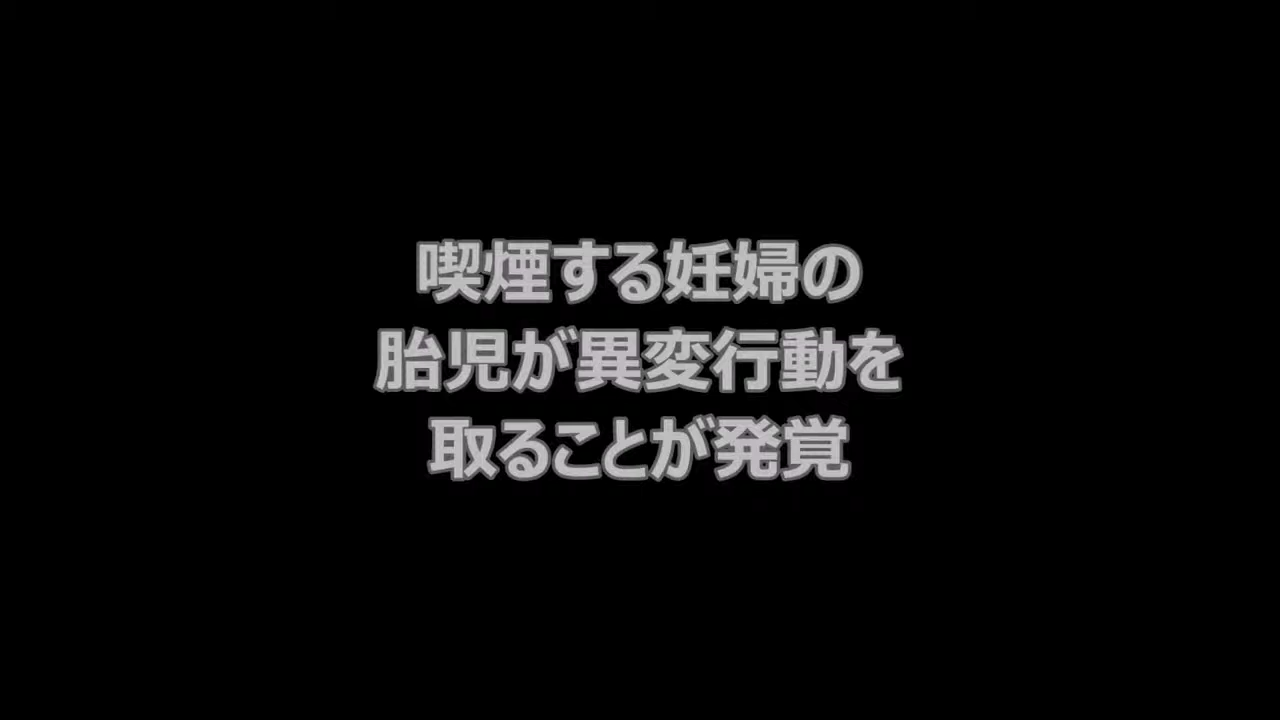 喫煙する妊婦の
胎児が異変行動を
取ることが発覚